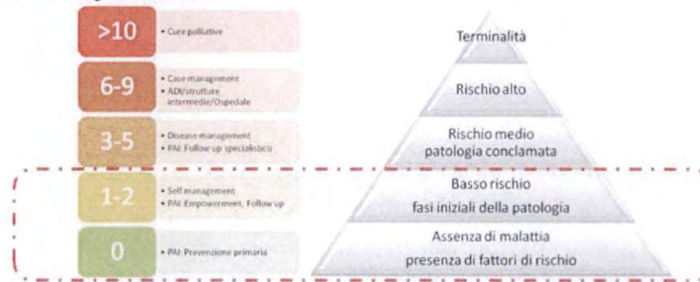 >10
• Cure palliative
Terminalità
6-9
• Case management
• ADI/strutture
intermedie/Ospedale
Rischio alto
3-5
• Disease management
• PAI: Follow up specialistico
Rischio medio
patologia conclamata
1-2
• Self management
• PAI: Empowerment, Follow up
Basso rischio
fasi iniziali della patologia
0
• PAI: Prevenzione primaria
Assenza di malattia
presenza di fattori di rischio